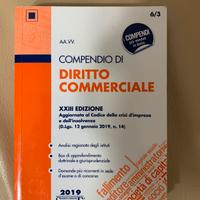 6/3
AA.VV.
COMPENDI
COMPENDIO DI
DIRITTO
COMMERCIALE
XXIII EDIZIONE
Aggiornata al Codice della crisi d'impresa
e dell'insolvenza
(D.Lgs. 12 gennaio 2019, n. 14)
Analisi ragionata degli istituti
Box di approfondimento
dottrinale e giurisprudenziale
Domande più ricorrenti in sede
d'esame o di concorso
2019
fallimento